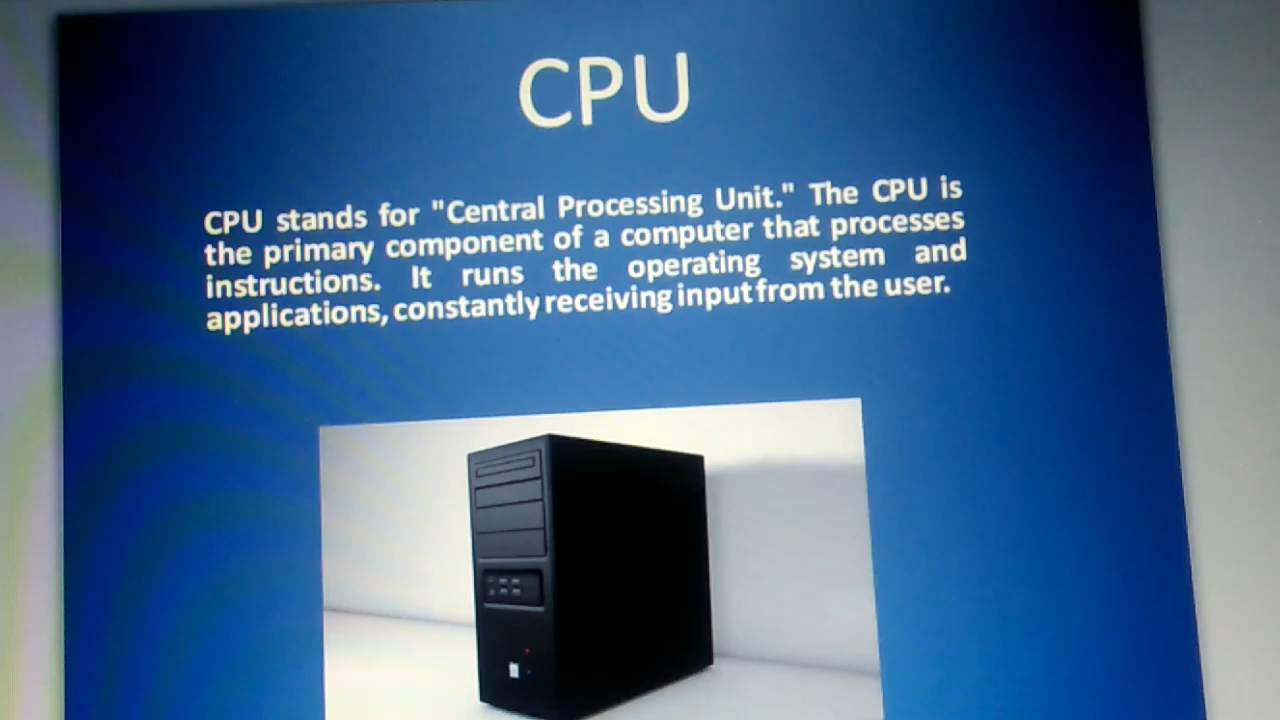 CPU
CPU stands for "Central Processing Unit." The CPU is
the primary component of a computer that processes
instructions. It runs the operating system and
applications, constantly receiving input from the user.